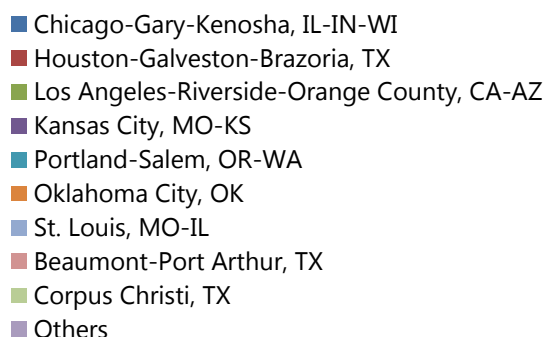 Chicago-Gary-Kenosha, IL-IN-WI
Houston-Galveston-Brazoria, TX
Los Angeles-Riverside-Orange County, CA-AZ
Kansas City, MO-KS
Portland-Salem, OR-WA
Oklahoma City, OK
St. Louis, MO-IL
Beaumont-Port Arthur, TX
Corpus Christi, TX
Others